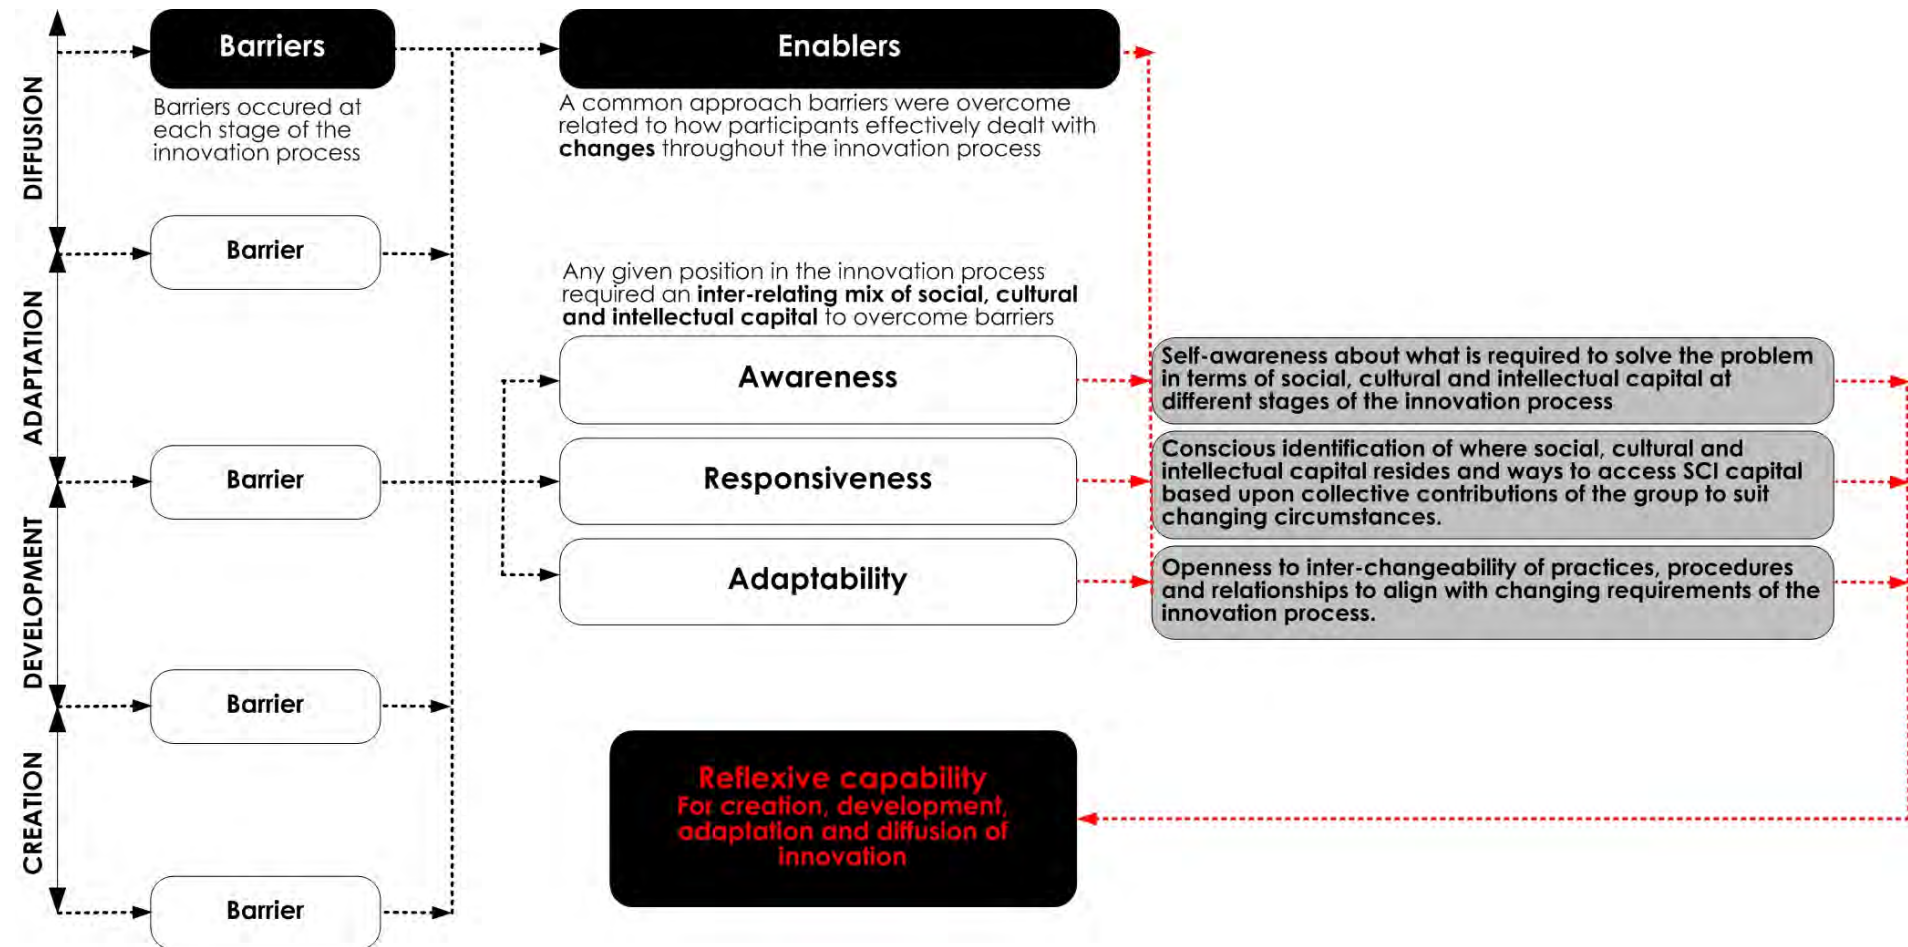 DIFFUSION
ADAPTATION
DEVELOPMENT
CREATION
Barriers
Barriers occured at
each stage of the
innovation process
Barrier
Barrier
Barrier
Barrier
Enablers
A common approach barriers were overcome
related to how participants effectively dealt with
changes throughout the innovation process
Any given position in the innovation process
required an inter-relating mix of social, cultural
and intellectual capital to overcome barriers
Awareness
Responsiveness
Adaptability
Self-awareness about what is required to solve the problem
in terms of social, cultural and intellectual capital at
different stages of the innovation process
Conscious identification of where social, cultural and
intellectual capital resides and ways to access SCI capital
based upon collective contributions of the group to suit
changing circumstances.
Openness to inter-changeability of practices, procedures
and relationships to align with changing requirements of the
innovation process.
Reflexive capability
For creation, development,
adaptation and diffusion of
innovation